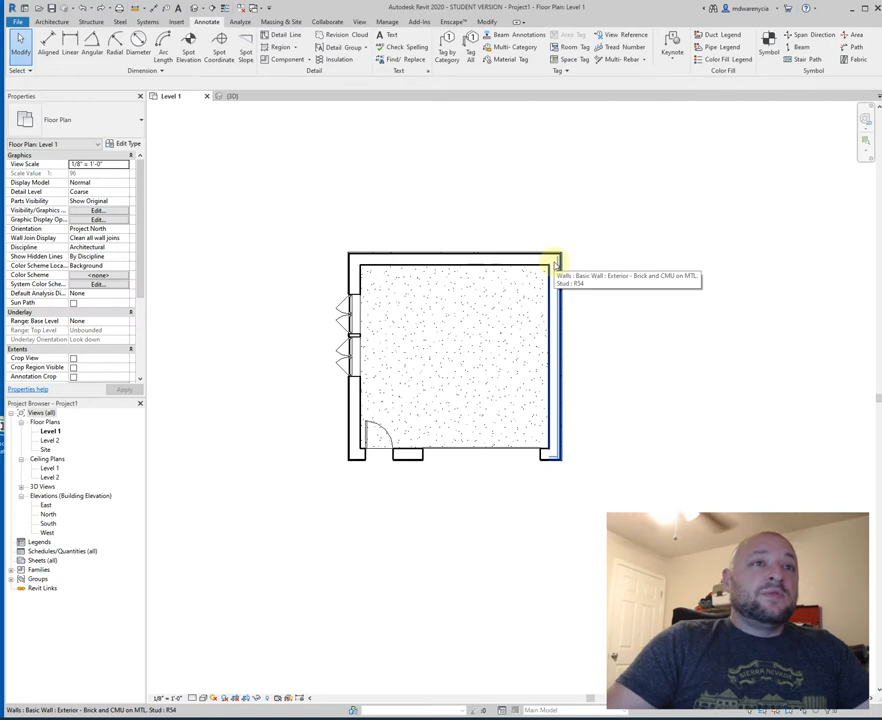 Autodesk Revit 2020 - STUDENT VERSION - Project1 - Floor Plan: Level 1
mdwarenycia
File Architecture Structure Steel Systems Insert Annotate Analyze Massing & Site Collaborate View Manage Add-Ins Enscape™ Modify
Modify Aligned Linear Angular Radial Diameter Arc Length Spot Elevation Spot Coordinate Spot Slope
Detail Line Region Component
Revision Cloud Detail Group Insulation
Text Check Spelling Find/ Replace
Tag by Category Tag All
Beam Annotations Multi- Category Material Tag
Room Tag Area Tag Space Tag
View Reference Tread Number Multi- Rebar
Keynote
Duct Legend Pipe Legend Color Fill Legend
Symbol
Span Direction Beam Stair Path
Area Path Fabric
Select Dimension Detail Text Tag Color Fill Symbol
Properties
Level 1
{3D}
Floor Plan
Floor Plan: Level 1 Edit Type
Graphics
View Scale 1/8" = 1'-0"
Scale Value 1: 96
Display Model Normal
Detail Level Coarse
Parts Visibility Show Original
Visibility/Graphics ... Edit...
Graphic Display Op... Edit...
Orientation Project North
Wall Join Display Clean all wall joins
Discipline Architectural
Show Hidden Lines By Discipline
Color Scheme Loca... Background
Color Scheme <none>
System Color Sche... Edit...
Default Analysis Di... None
Sun Path
Underlay
Range: Base Level None
Range: Top Level Unbounded
Underlay Orientation Look down
Extents
Crop View
Crop Region Visible
Annotation Crop
Properties help Apply
Project Browser - Project1
Views (all)
Floor Plans
Level 1
Level 2
Site
Ceiling Plans
Level 1
Level 2
3D Views
Elevations (Building Elevation)
East
North
South
West
Legends
Schedules/Quantities (all)
Sheets (all)
Families
Groups
Revit Links
Walls : Basic Wall : Exterior - Brick and CMU on MTL.
Stud : R54
SIERRA NEVADA
1/8" = 1'-0"
Walls : Basic Wall : Exterior - Brick and CMU on MTL. Stud : R54
:0
Main Model